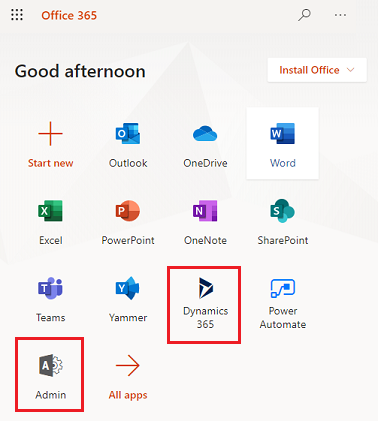 Office 365
Good afternoon
Install Office
Start new
Outlook
OneDrive
Word
Excel
PowerPoint
OneNote
SharePoint
Teams
Yammer
Dynamics
365
Power
Automate
Admin
All apps